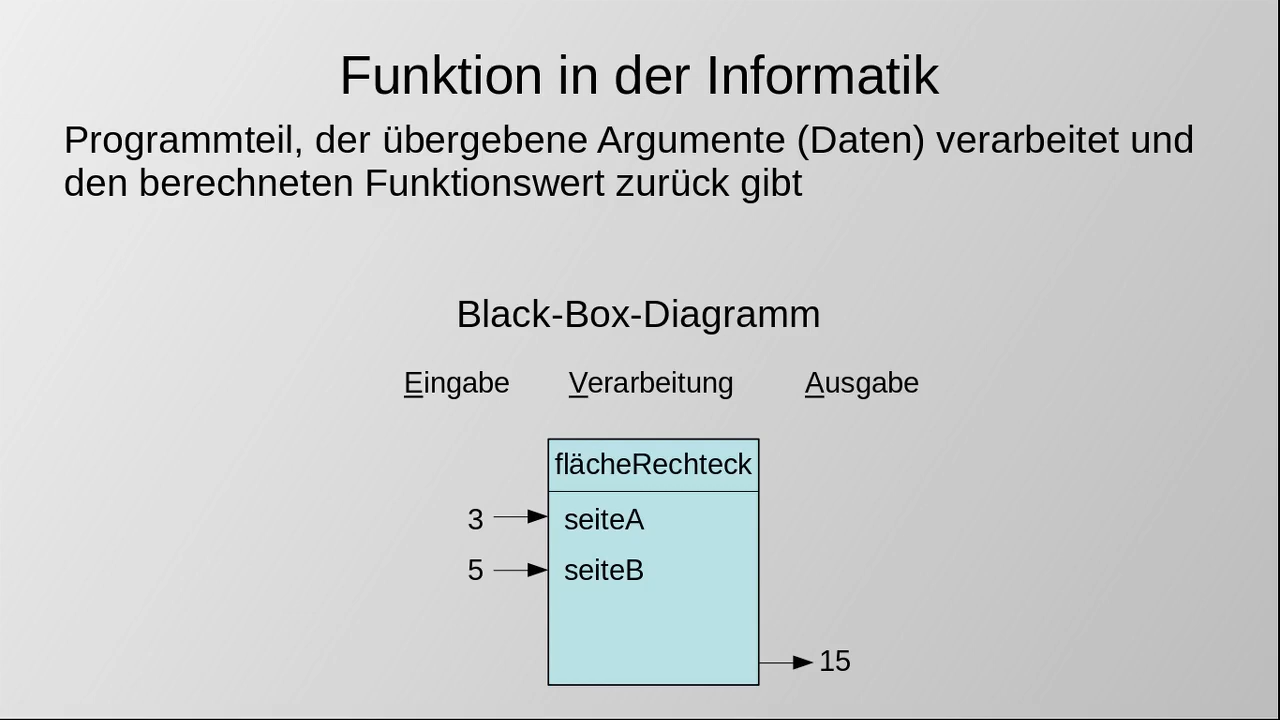 Funktion in der Informatik
Programmteil, der übergebene Argumente (Daten) verarbeitet und
den berechneten Funktionswert zurück gibt
Black-Box-Diagramm
Eingabe Verarbeitung Ausgabe
flächeRechteck
3 seiteA
5 seiteB
15